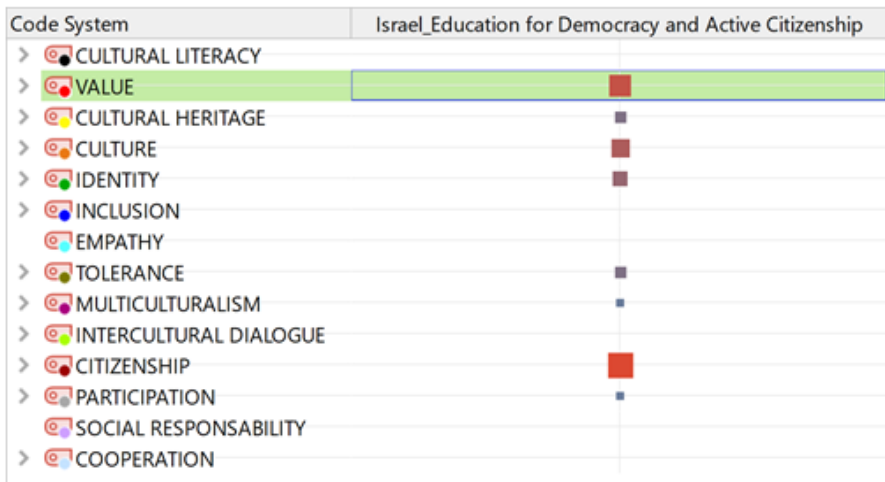 Code System Israel_Education for Democracy and Active Citizenship
CULTURAL LITERACY
VALUE
CULTURAL HERITAGE
CULTURE
IDENTITY
INCLUSION
EMPATHY
TOLERANCE
MULTICULTURALISM
INTERCULTURAL DIALOGUE
CITIZENSHIP
PARTICIPATION
SOCIAL RESPONSABILITY
COOPERATION